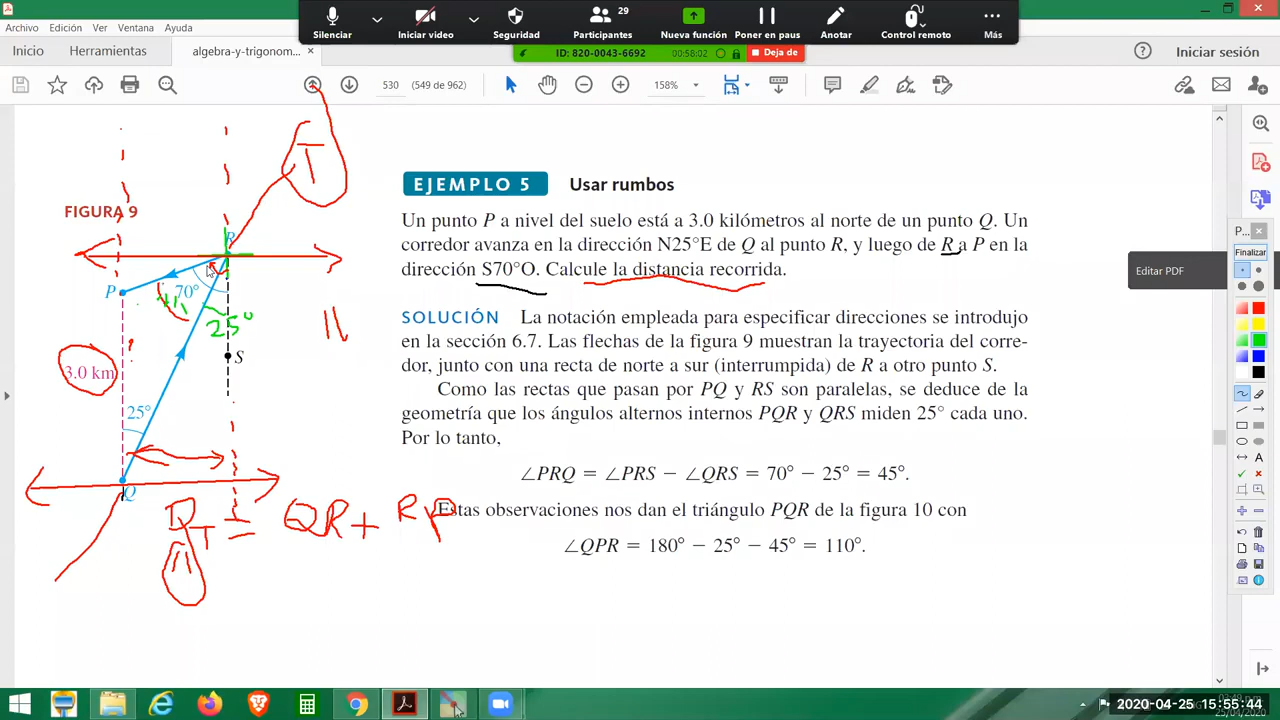 Archivo Edición Ver Ventana Ayuda
Silenciar
Iniciar video
Seguridad
29
Participantes
Nueva función
Poner en paus
Anotar
Control remoto
Más
ID: 820-0043-6692
00:58:02
Deja de
Inicio
Herramientas
algebra-y-trigonom... ×
Iniciar sesión
530 (549 de 962)
158%
P...
Finalizar
Editar PDF
FIGURA 9
T
R
P
70°
25°
S
3.0 km
25°
Q
D_T = QR + RP
EJEMPLO 5 Usar rumbos
Un punto P a nivel del suelo está a 3.0 kilómetros al norte de un punto Q. Un
corredor avanza en la dirección N25°E de Q al punto R, y luego de R a P en la
dirección S70°O. Calcule la distancia recorrida.
SOLUCIÓN La notación empleada para especificar direcciones se introdujo
en la sección 6.7. Las flechas de la figura 9 muestran la trayectoria del corre-
dor, junto con una recta de norte a sur (interrumpida) de R a otro punto S.
Como las rectas que pasan por PQ y RS son paralelas, se deduce de la
geometría que los ángulos alternos internos PQR y QRS miden 25° cada uno.
Por lo tanto,
∠PRQ = ∠PRS − ∠QRS = 70° − 25° = 45°.
Estas observaciones nos dan el triángulo PQR de la figura 10 con
∠QPR = 180° − 25° − 45° = 110°.
2020-04-25 15:55:44